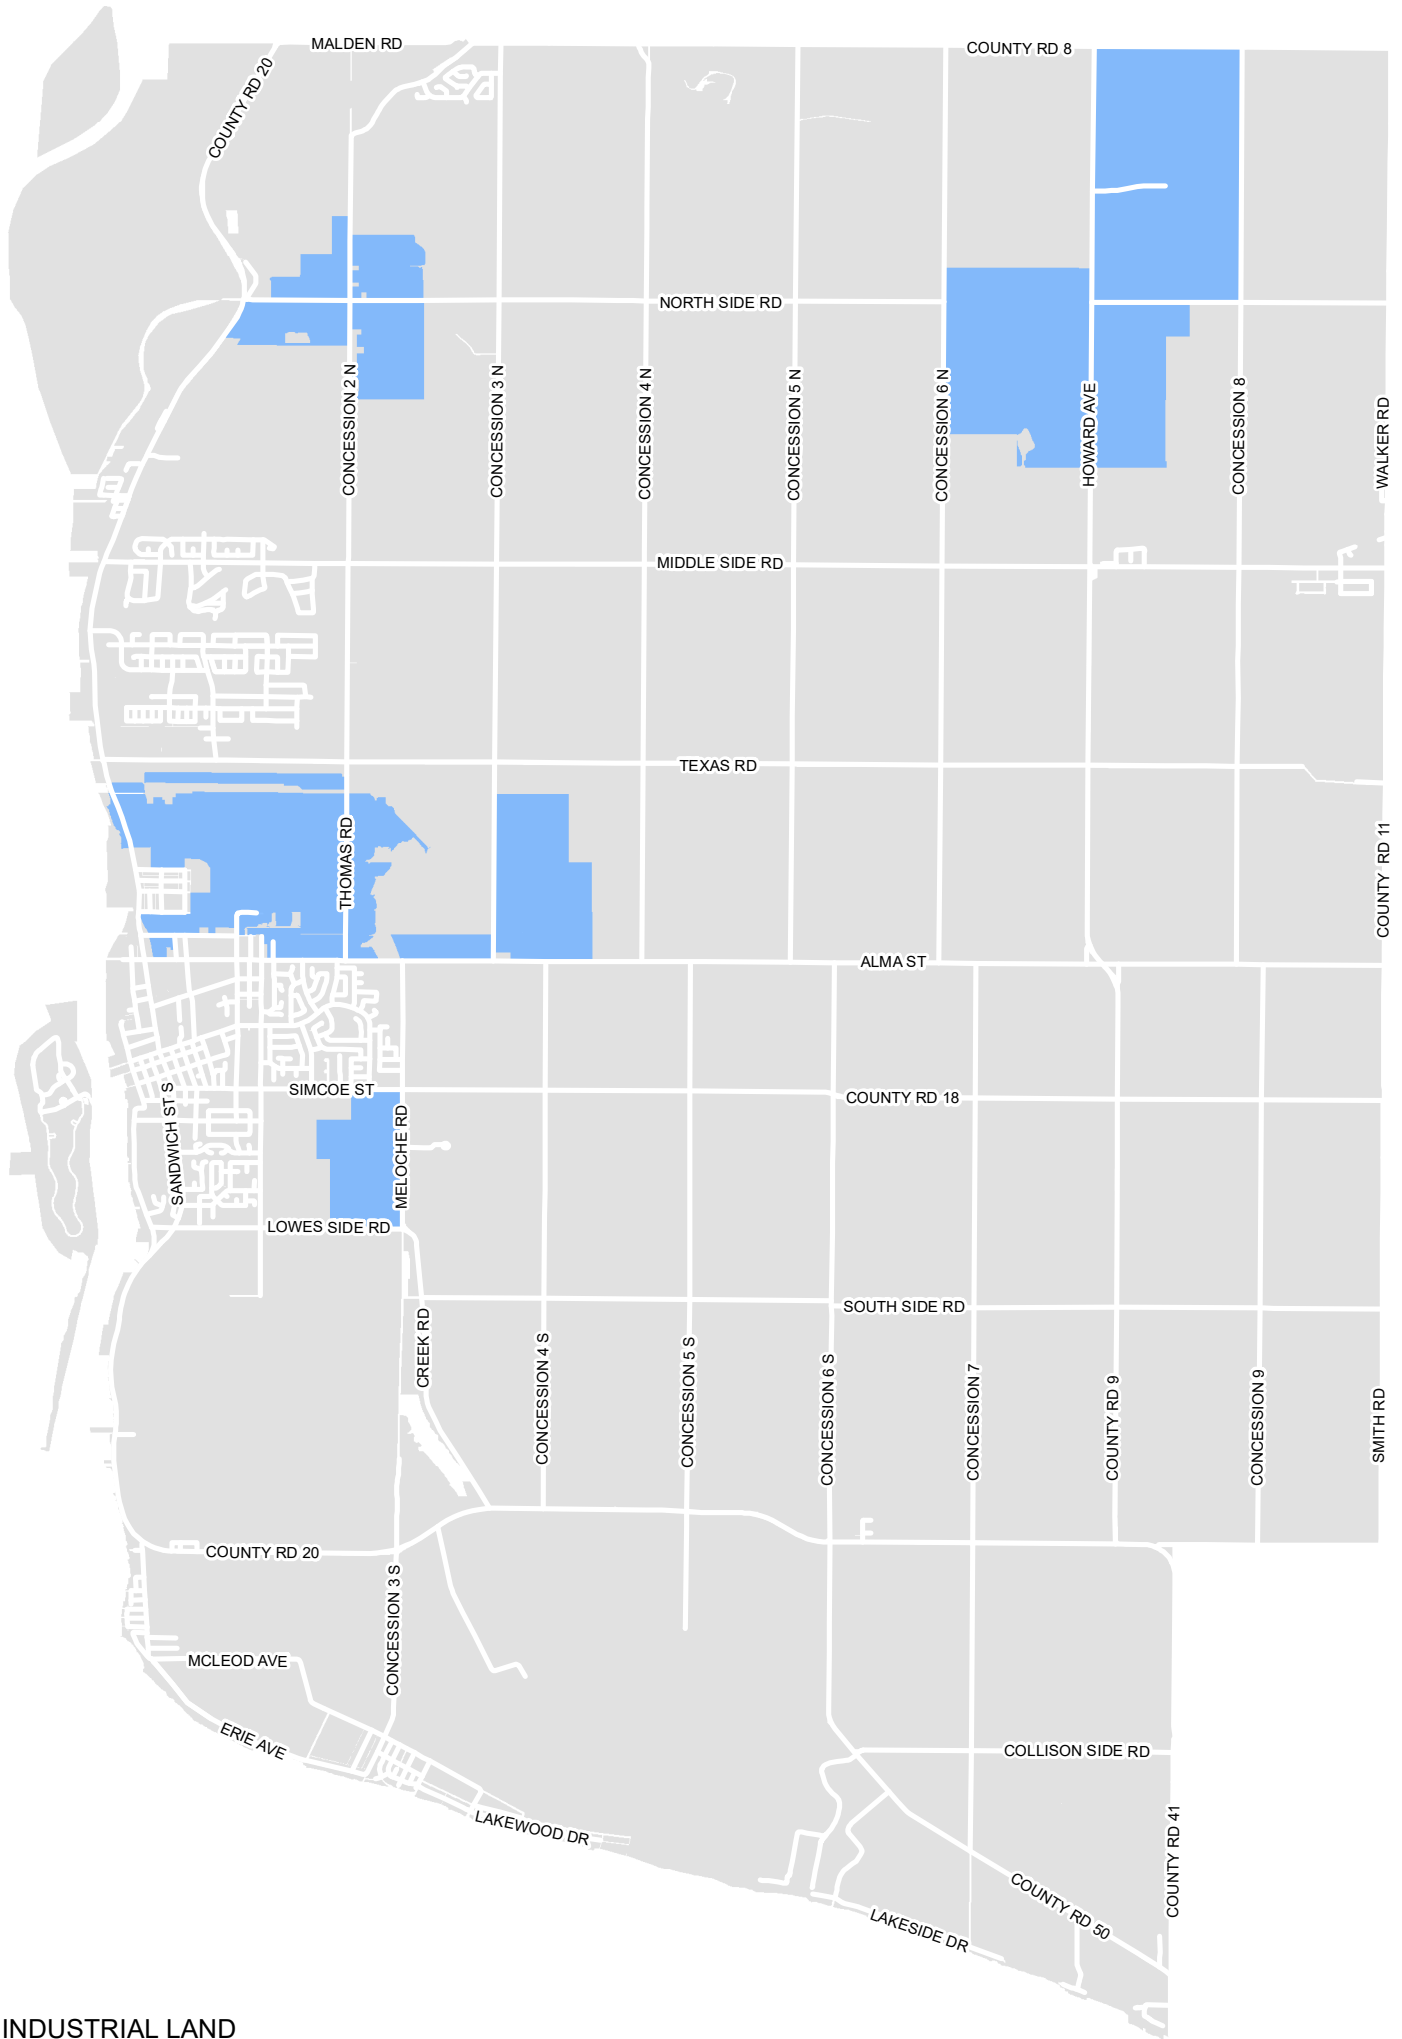 MALDEN RD
COUNTY RD 8
COUNTY RD 20
NORTH SIDE RD
CONCESSION 2 N
CONCESSION 3 N
CONCESSION 4 N
CONCESSION 5 N
CONCESSION 6 N
HOWARD AVE
CONCESSION 8
WALKER RD
MIDDLE SIDE RD
TEXAS RD
THOMAS RD
COUNTY RD 11
ALMA ST
SIMCOE ST
COUNTY RD 18
SANDWICH ST S
MELOCHE RD
LOWES SIDE RD
SOUTH SIDE RD
CREEK RD
CONCESSION 4 S
CONCESSION 5 S
CONCESSION 6 S
CONCESSION 7
COUNTY RD 9
CONCESSION 9
SMITH RD
COUNTY RD 20
CONCESSION 3 S
MCLEOD AVE
ERIE AVE
COLLISON SIDE RD
LAKEWOOD DR
COUNTY RD 41
COUNTY RD 50
LAKESIDE DR
INDUSTRIAL LAND